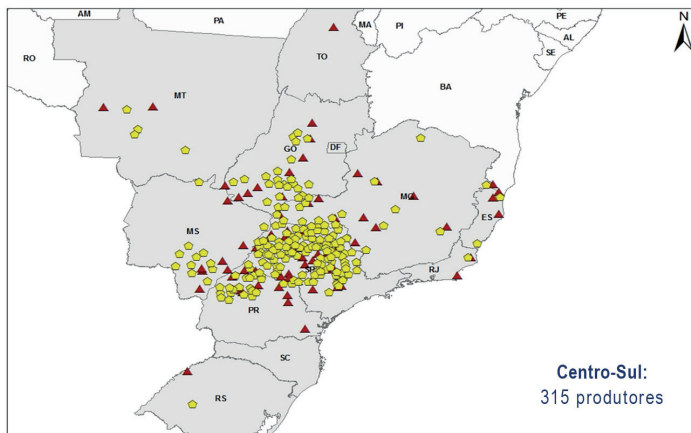 AM
PA
MA
PI
PE
AL
SE
N
RO
TO
BA
MT
GO
DF
MG
MS
ES
SP
RJ
PR
SC
RS
Centro-Sul:
315 produtores